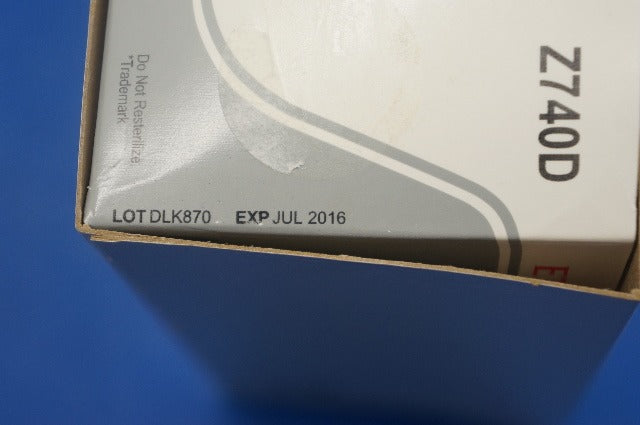 Do Not Resterilize
*Trademark
Z740D
LOT DLK870 EXP JUL 2016
E